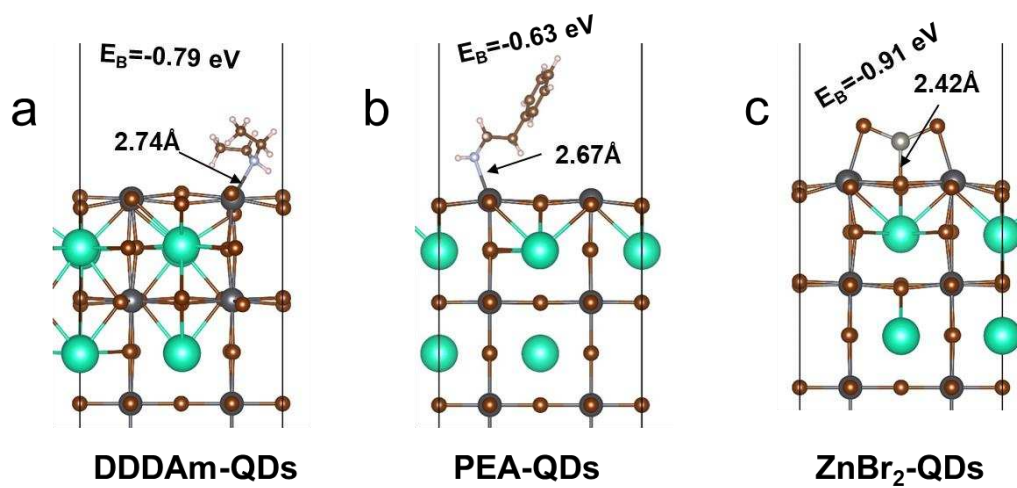 a
E_B=-0.79 eV
2.74Å
DDDAm-QDs
b
E_B=-0.63 eV
2.67Å
PEA-QDs
c
E_B=-0.91 eV
2.42Å
ZnBr₂-QDs